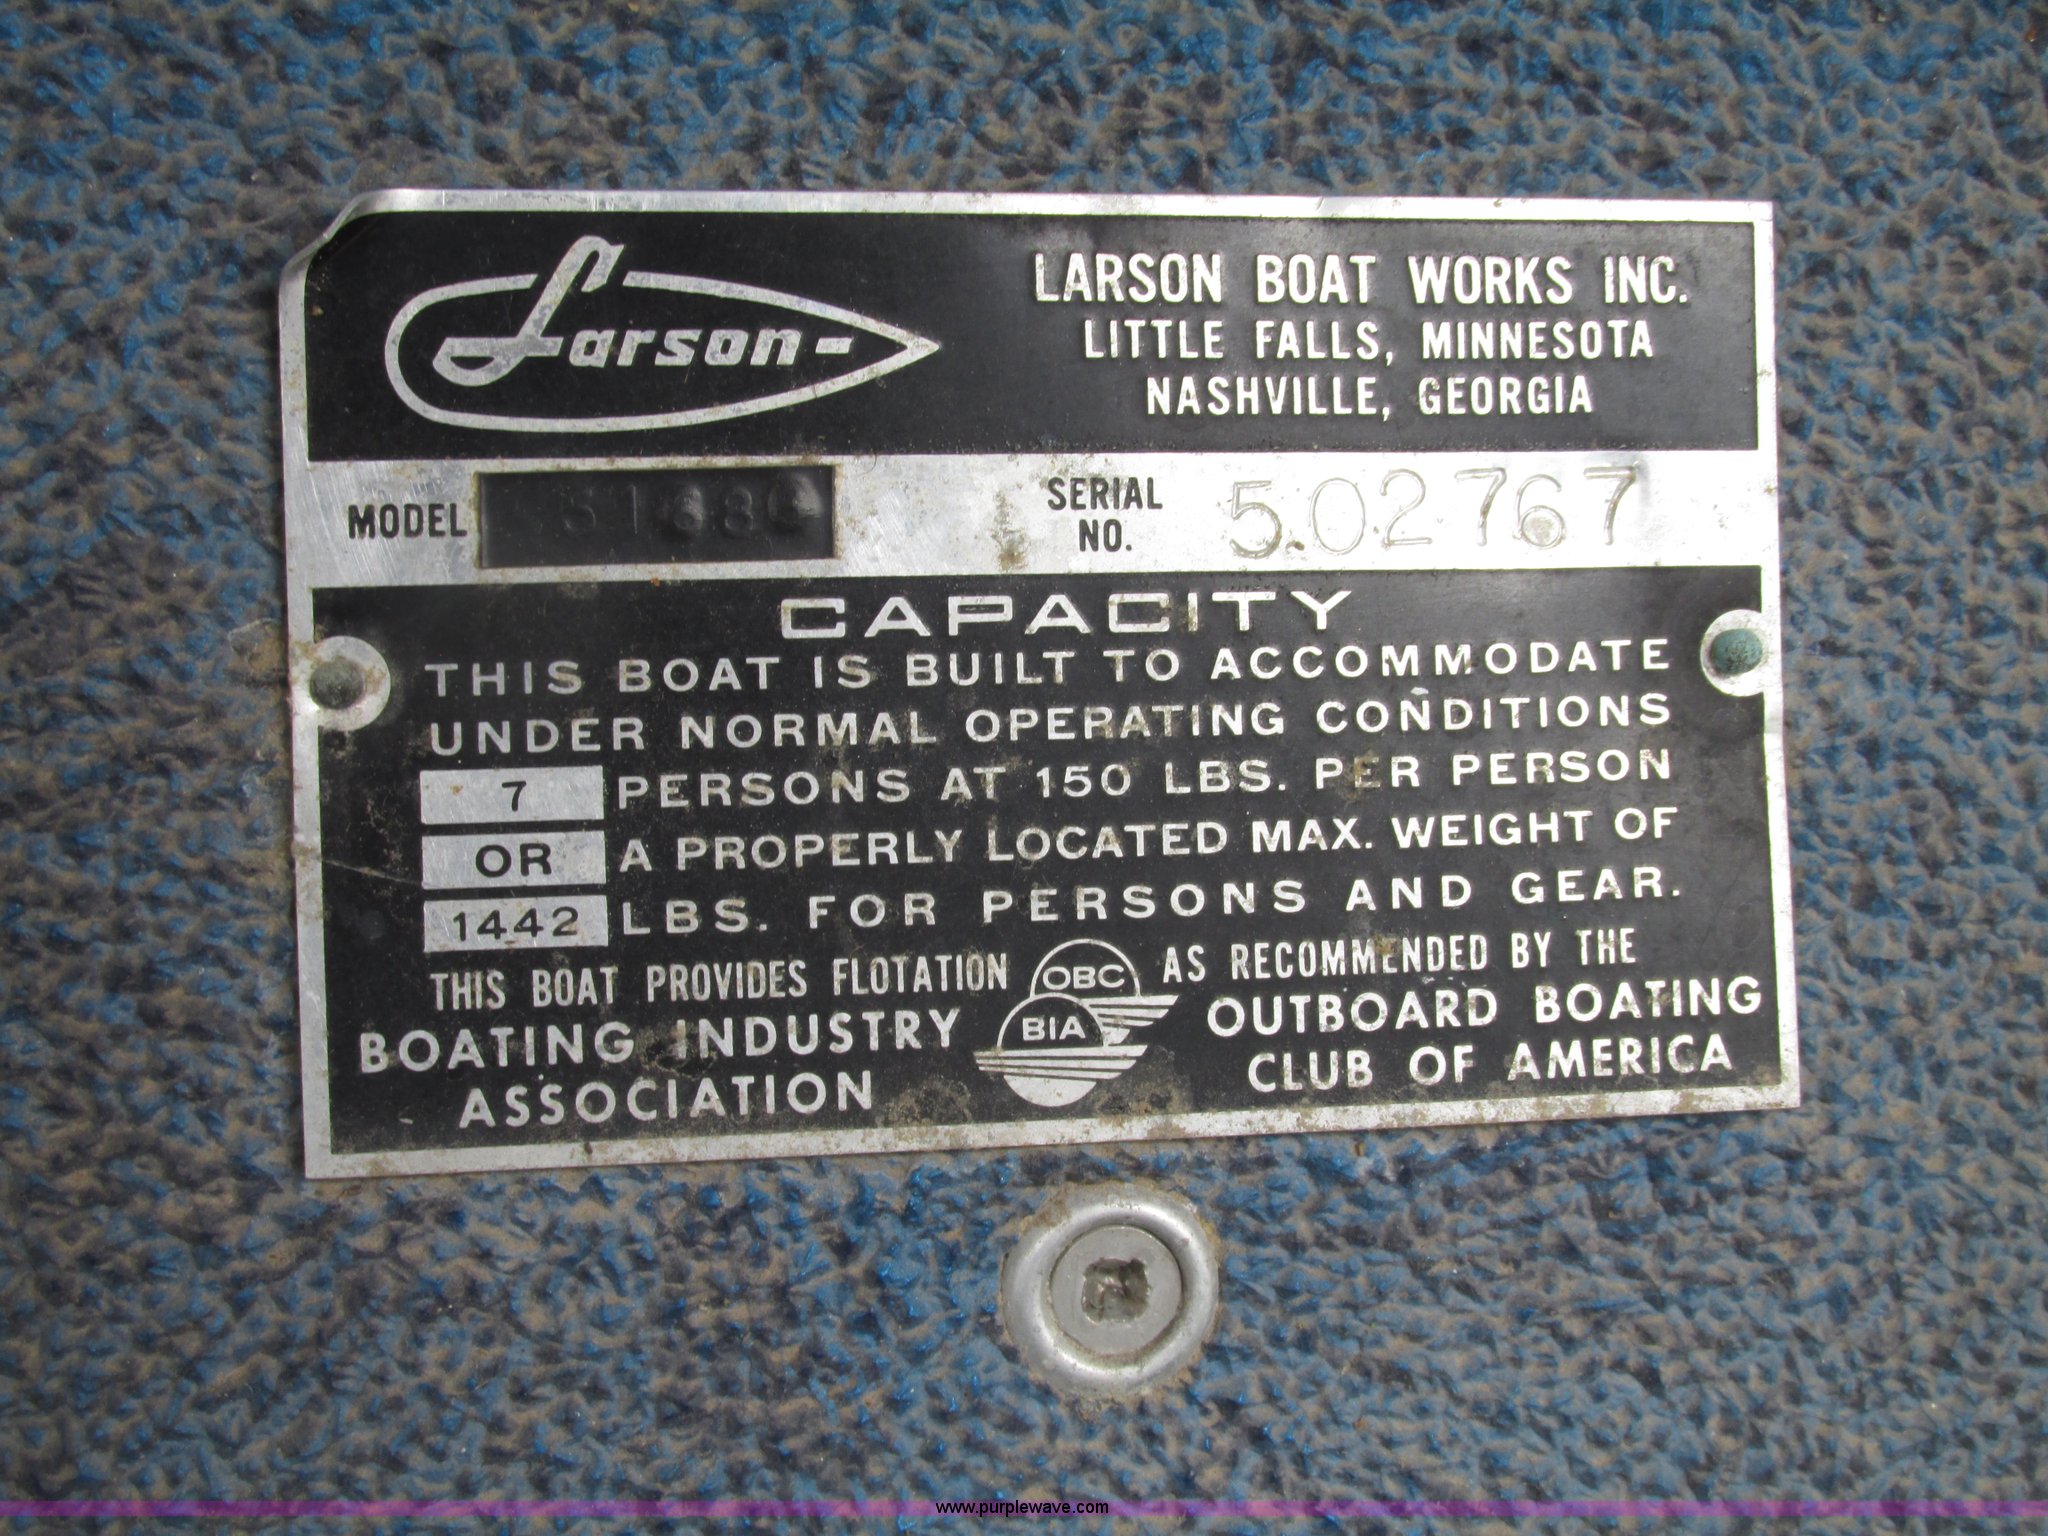 Larson
LARSON BOAT WORKS INC.
LITTLE FALLS, MINNESOTA
NASHVILLE, GEORGIA
MODEL
SERIAL NO. 502767
CAPACITY
THIS BOAT IS BUILT TO ACCOMMODATE
UNDER NORMAL OPERATING CONDITIONS
7 PERSONS AT 150 LBS. PER PERSON
OR A PROPERLY LOCATED MAX. WEIGHT OF
1442 LBS. FOR PERSONS AND GEAR.
THIS BOAT PROVIDES FLOTATION
BOATING INDUSTRY
ASSOCIATION
OBC
BIA
AS RECOMMENDED BY THE
OUTBOARD BOATING
CLUB OF AMERICA
www.purplewave.com